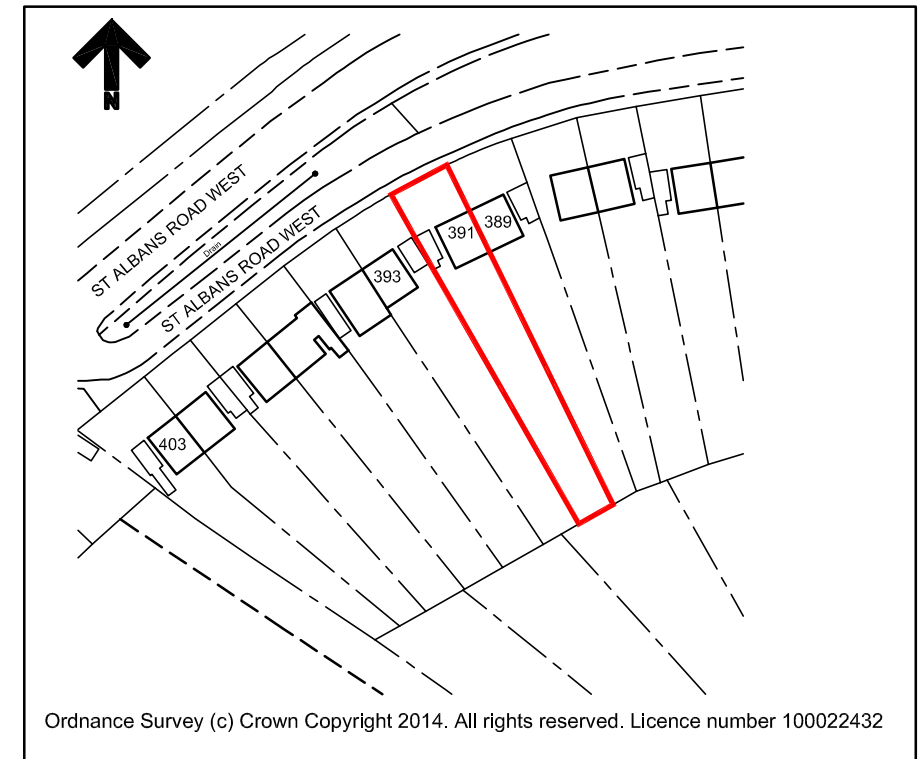 N
ST ALBANS ROAD WEST
Drain
ST ALBANS ROAD WEST
391
389
393
403
Ordnance Survey (c) Crown Copyright 2014. All rights reserved. Licence number 100022432